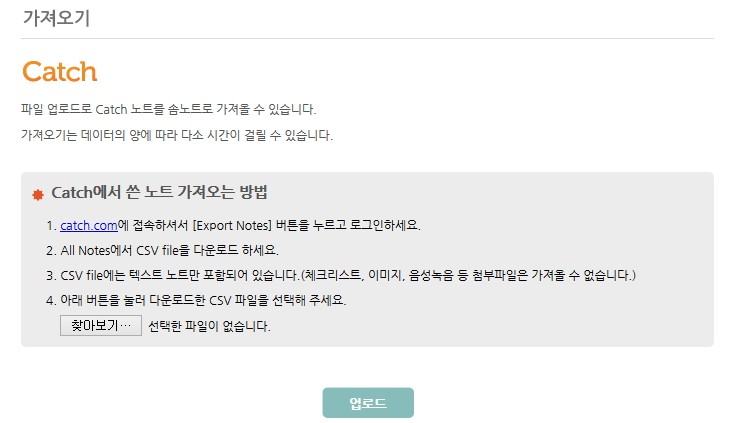 가져오기
Catch
파일 업로드로 Catch 노트를 솜노트로 가져올 수 있습니다.
가져오기는 데이터의 양에 따라 다소 시간이 걸릴 수 있습니다.
Catch에서 쓴 노트 가져오는 방법
1. catch.com에 접속하셔서 [Export Notes] 버튼을 누르고 로그인하세요.
2. All Notes에서 CSV file을 다운로드 하세요.
3. CSV file에는 텍스트 노트만 포함되어 있습니다.(체크리스트, 이미지, 음성녹음 등 첨부파일은 가져올 수 없습니다.)
4. 아래 버튼을 눌러 다운로드한 CSV 파일을 선택해 주세요.
찾아보기… 선택한 파일이 없습니다.
업로드